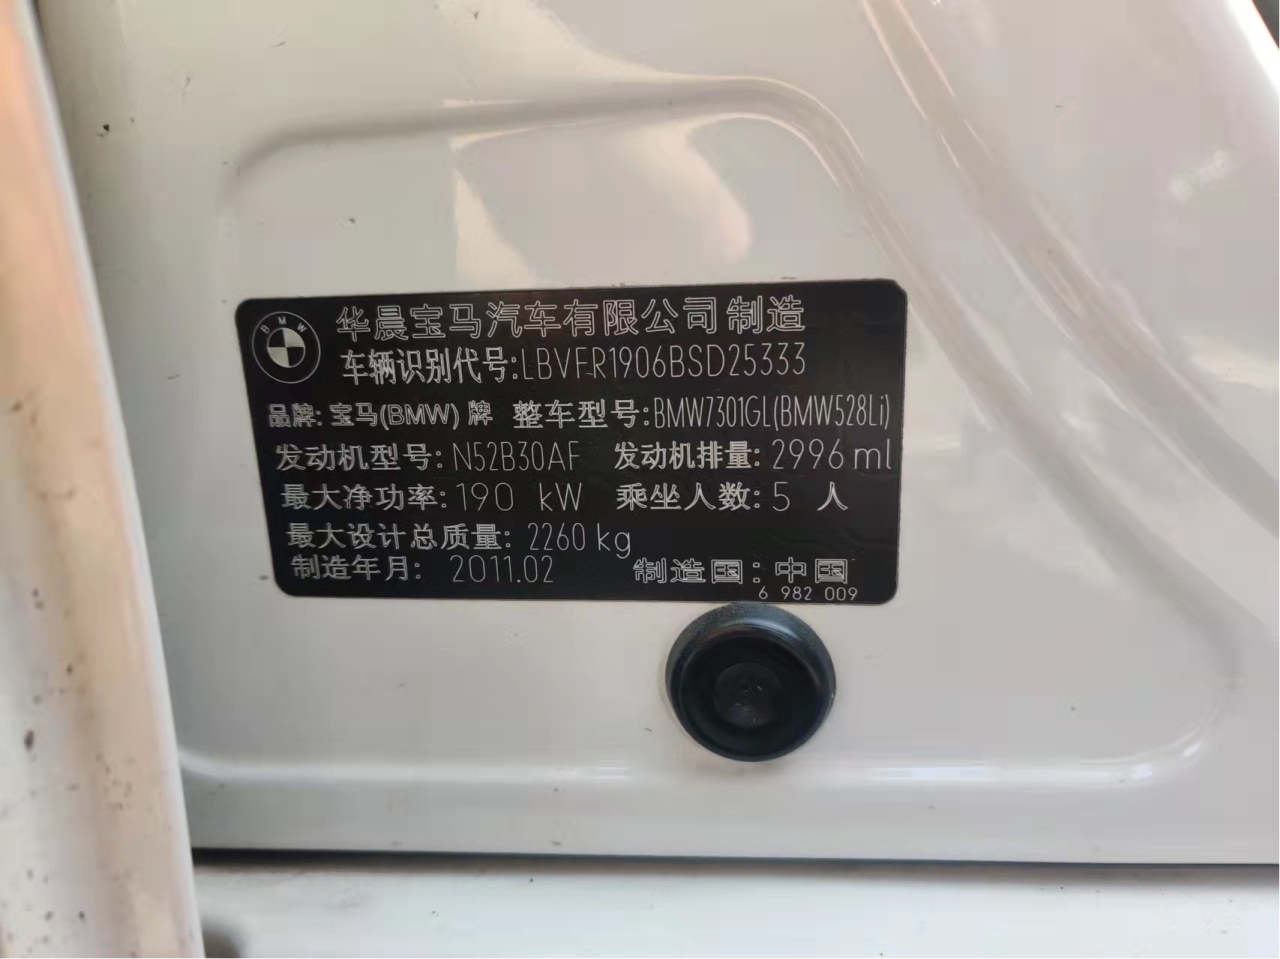 BMW
华晨宝马汽车有限公司 制造
车辆识别代号:LBVFR1906BSD25333
品牌: 宝马(BMW) 牌 整车型号:BMW7301GL(BMW528Li)
发动机型号: N52B30AF 发动机排量: 2996 ml
最大净功率: 190 kW 乘坐人数: 5 人
最大设计总质量: 2260 kg
制造年月: 2011.02 制造国: 中国
6 982 009